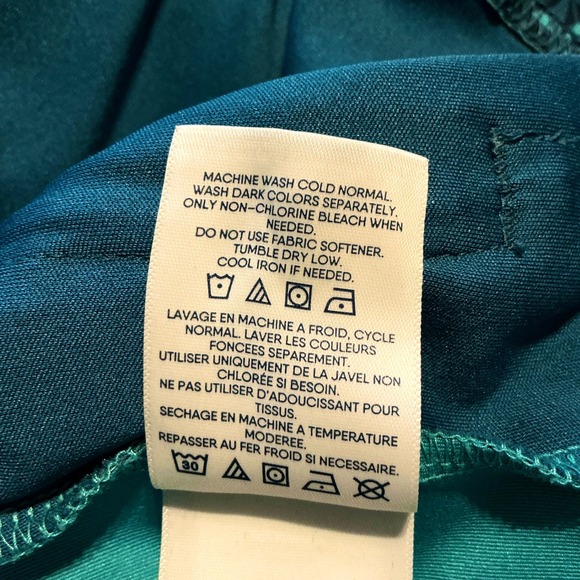 MACHINE WASH COLD NORMAL.
WASH DARK COLORS SEPARATELY.
ONLY NON-CHLORINE BLEACH WHEN
NEEDED.
DO NOT USE FABRIC SOFTENER.
TUMBLE DRY LOW.
COOL IRON IF NEEDED.
LAVAGE EN MACHINE A FROID, CYCLE
NORMAL. LAVER LES COULEURS
FONCEES SEPAREMENT.
UTILISER UNIQUEMENT DE LA JAVEL NON
CHLORÉE SI BESOIN.
NE PAS UTILISER D'ADOUCISSANT POUR
TISSUS.
SECHAGE EN MACHINE A TEMPERATURE
MODEREE.
REPASSER AU FER FROID SI NECESSAIRE.
30